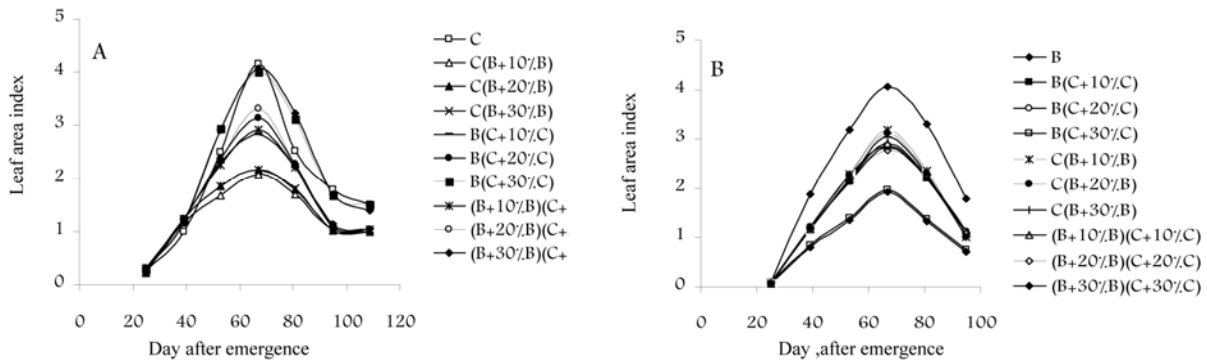 A
Leaf area index
5
4
3
2
1
0
0 20 40 60 80 100 120
Day after emergence
C
C(B+10%B)
C(B+20%B)
C(B+30%B)
B(C+10%C)
B(C+20%C)
B(C+30%C)
(B+10%B)(C+
(B+20%B)(C+
(B+30%B)(C+
B
Leaf area index
5
4
3
2
1
0
0 20 40 60 80 100
Day ,after emergence
B
B(C+10%C)
B(C+20%C)
B(C+30%C)
C(B+10%B)
C(B+20%B)
C(B+30%B)
(B+10%B)(C+10%C)
(B+20%B)(C+20%C)
(B+30%B)(C+30%C)